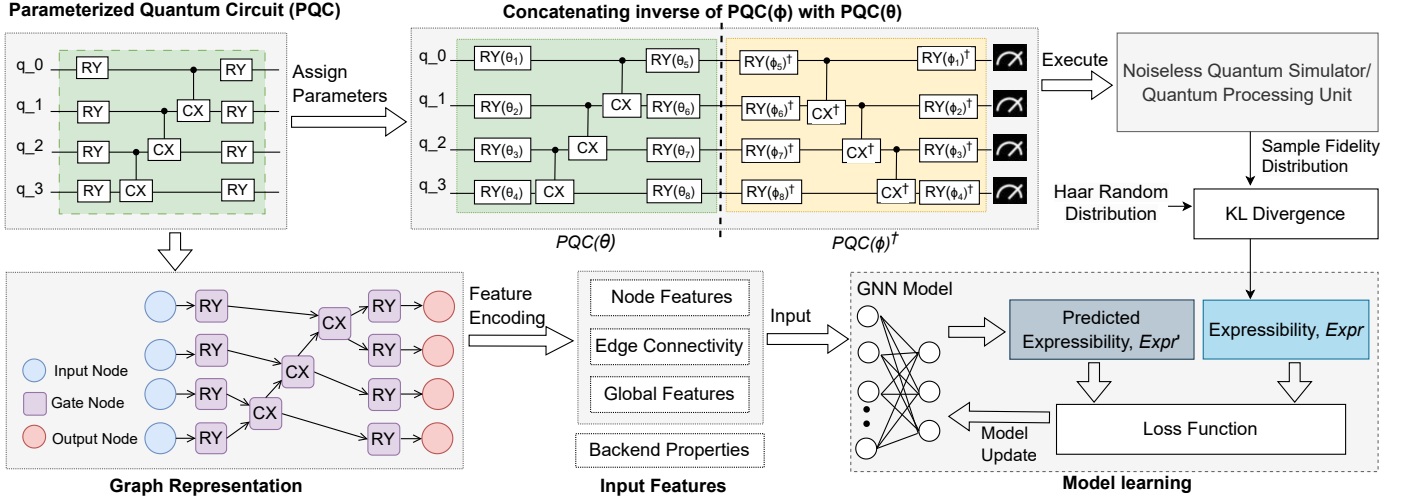 Parameterized Quantum Circuit (PQC)
Concatenating inverse of PQC(ϕ) with PQC(θ)
q_0
RY
RY
q_1
RY
CX
RY
q_2
RY
CX
RY
q_3
RY
CX
RY
Assign
Parameters
q_0
RY(θ₁)
RY(θ₅)
RY(ϕ₅)†
RY(ϕ₁)†
q_1
RY(θ₂)
CX
RY(θ₆)
RY(ϕ₆)†
CX†
RY(ϕ₂)†
q_2
RY(θ₃)
CX
RY(θ₇)
RY(ϕ₇)†
CX†
RY(ϕ₃)†
q_3
RY(θ₄)
CX
RY(θ₈)
RY(ϕ₈)†
CX†
RY(ϕ₄)†
PQC(θ)
PQC(ϕ)†
Execute
Noiseless Quantum Simulator/
Quantum Processing Unit
Sample Fidelity
Distribution
Haar Random
Distribution
KL Divergence
RY
RY
CX
RY
RY
CX
RY
RY
CX
RY
RY
Input Node
Gate Node
Output Node
Graph Representation
Feature
Encoding
Node Features
Edge Connectivity
Global Features
Backend Properties
Input Features
Input
GNN Model
Predicted
Expressibility, Expr'
Expressibility, Expr
Loss Function
Model
Update
Model learning